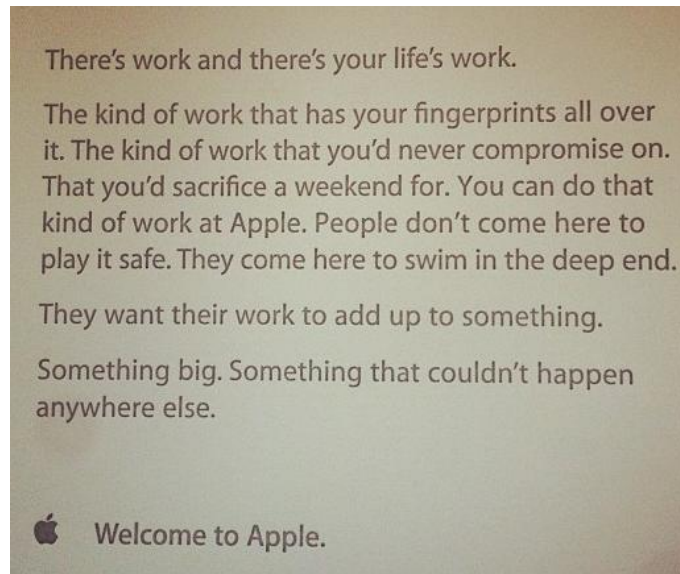 There's work and there's your life's work.
The kind of work that has your fingerprints all over
it. The kind of work that you'd never compromise on.
That you'd sacrifice a weekend for. You can do that
kind of work at Apple. People don't come here to
play it safe. They come here to swim in the deep end.
They want their work to add up to something.
Something big. Something that couldn't happen
anywhere else.
Welcome to Apple.